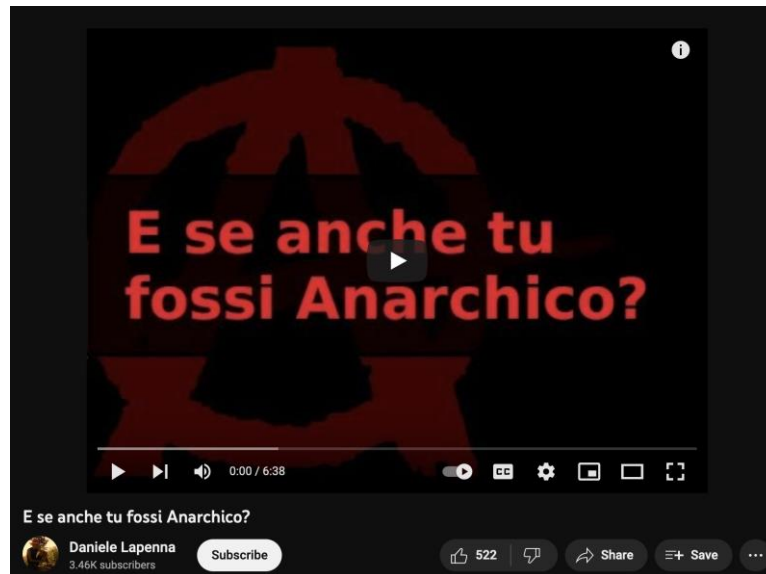 E se anche tu
fossi Anarchico?
0:00 / 6:38
CC
E se anche tu fossi Anarchico?
Daniele Lapenna
3.46K subscribers
Subscribe
522
Share
Save